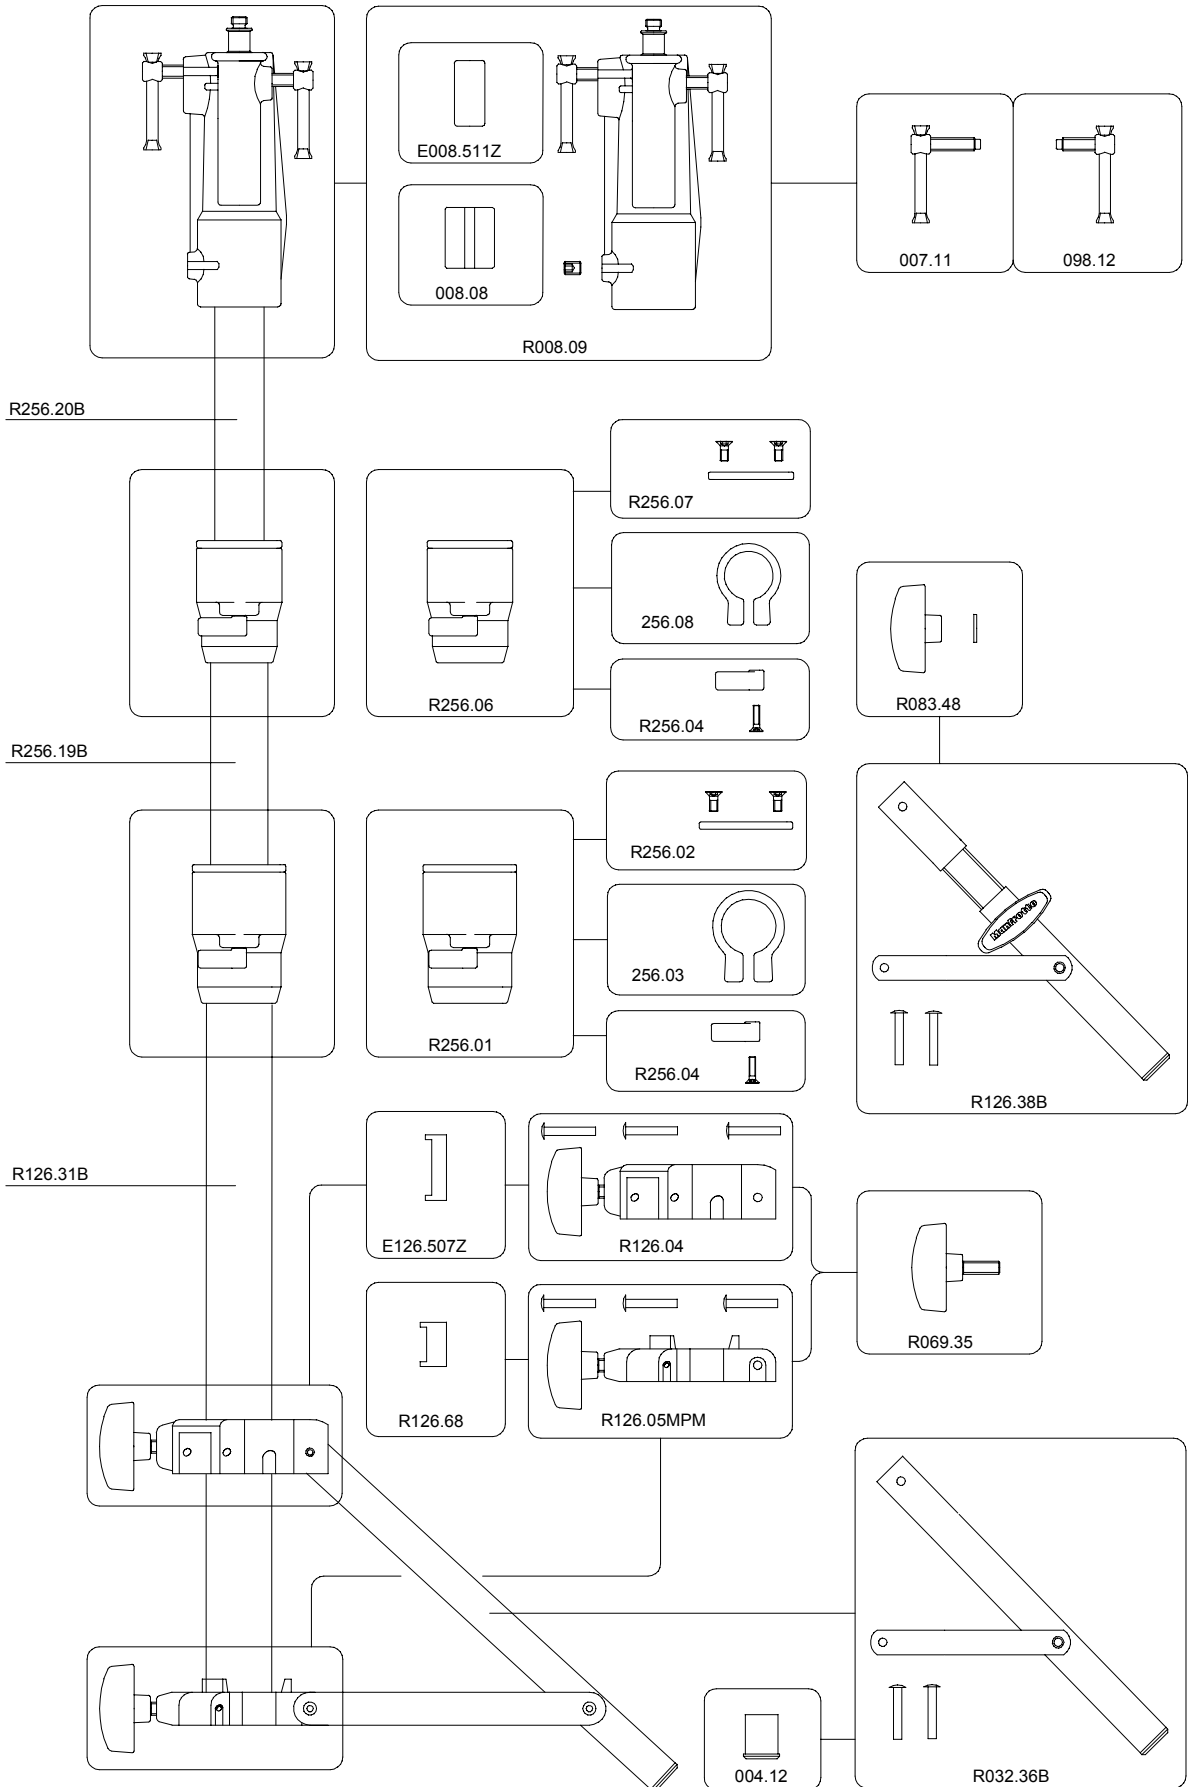 E008.511Z
008.08
R008.09
007.11
098.12
R256.20B
R256.07
256.08
R256.06
R256.04
R083.48
R256.19B
R256.02
256.03
R256.01
R256.04
Manfrotto
R126.38B
R126.31B
E126.507Z
R126.04
R126.68
R126.05MPM
R069.35
004.12
R032.36B